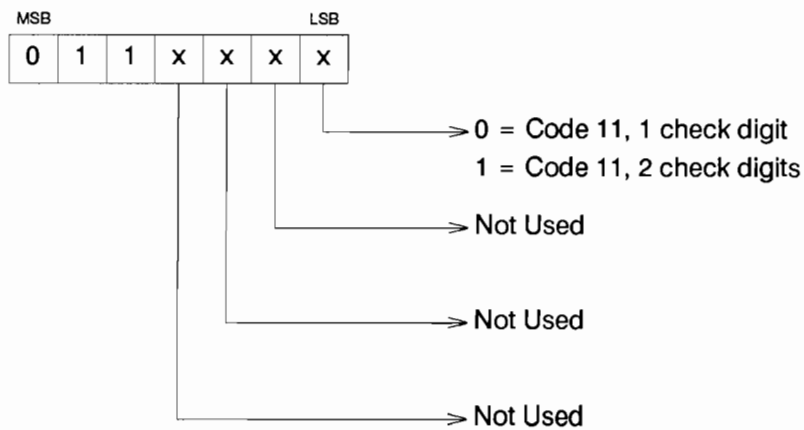 MSB LSB
0 1 1 x x x x
0 = Code 11, 1 check digit
1 = Code 11, 2 check digits
Not Used
Not Used
Not Used